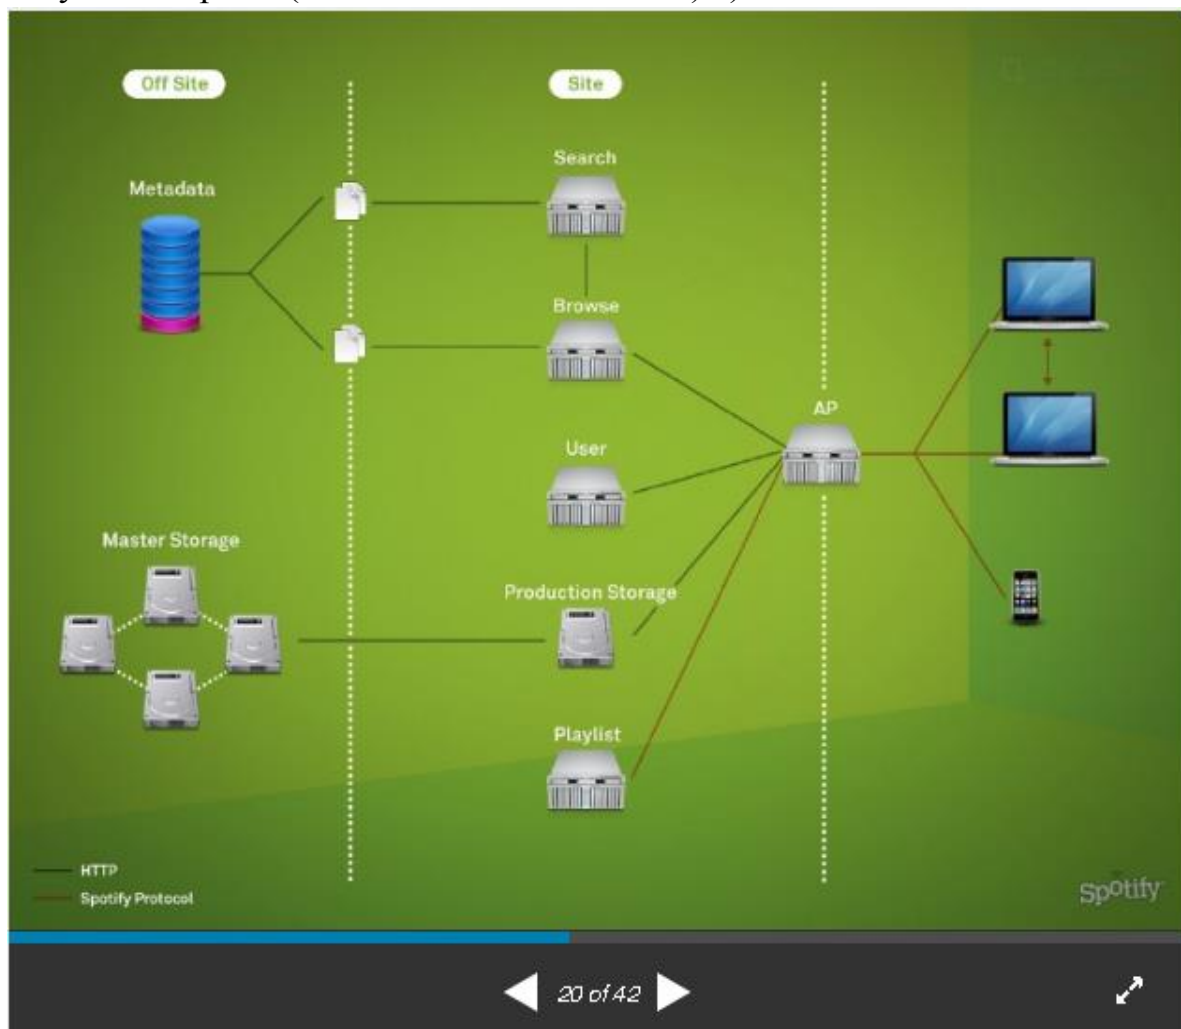 Off Site
Site
Search
Metadata
Browse
AP
User
Master Storage
Production Storage
Playlist
HTTP
Spotify Protocol
Spotify
20 of 42